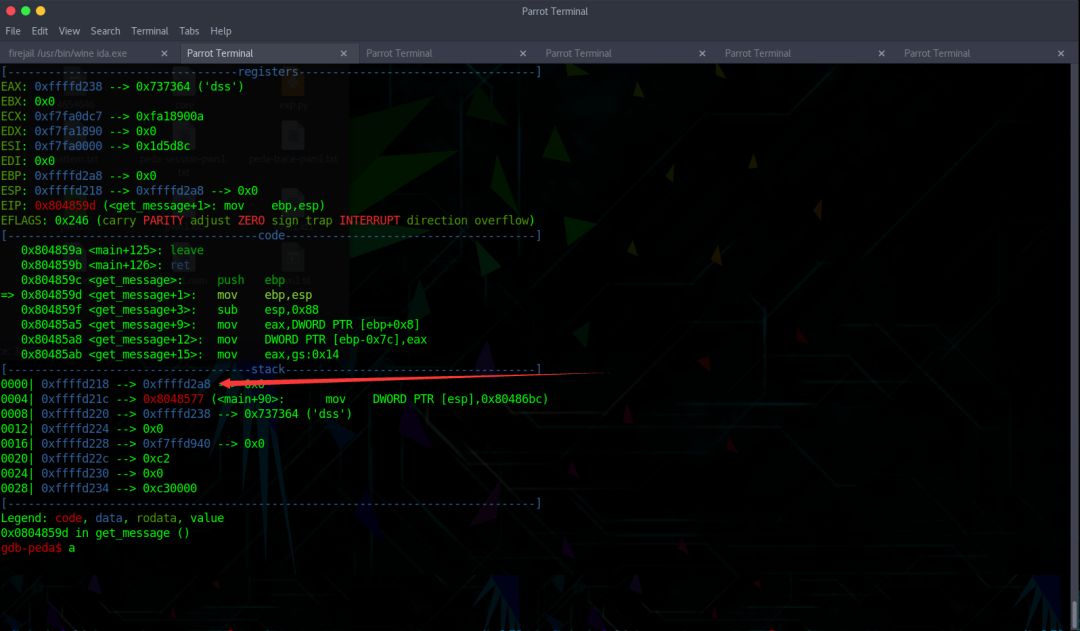 Parrot Terminal
File Edit View Search Terminal Tabs Help
firejail /usr/bin/wine ida.exe × Parrot Terminal × Parrot Terminal × Parrot Terminal × Parrot Terminal × Parrot Terminal ×
[----------------------------------registers-----------------------------------]
EAX: 0xffffd238 --> 0x737364 ('dss')
EBX: 0x0
ECX: 0xf7fa0dc7 --> 0xfa18900a
EDX: 0xf7fa1890 --> 0x0
ESI: 0xf7fa0000 --> 0x1d5d8c
EDI: 0x0
EBP: 0xffffd2a8 --> 0x0
ESP: 0xffffd218 --> 0xffffd2a8 --> 0x0
EIP: 0x804859d (<get_message+1>: mov    ebp,esp)
EFLAGS: 0x246 (carry PARITY adjust ZERO sign trap INTERRUPT direction overflow)
[-------------------------------------code-------------------------------------]
   0x804859a <main+125>: leave
   0x804859b <main+126>: ret
   0x804859c <get_message>:     push   ebp
=> 0x804859d <get_message+1>:   mov    ebp,esp
   0x804859f <get_message+3>:   sub    esp,0x88
   0x80485a5 <get_message+9>:   mov    eax,DWORD PTR [ebp+0x8]
   0x80485a8 <get_message+12>:  mov    DWORD PTR [ebp-0x7c],eax
   0x80485ab <get_message+15>:  mov    eax,gs:0x14
[------------------------------------stack-------------------------------------]
0000| 0xffffd218 --> 0xffffd2a8 --> 0x0
0004| 0xffffd21c --> 0x8048577 (<main+90>:      mov    DWORD PTR [esp],0x80486bc)
0008| 0xffffd220 --> 0xffffd238 --> 0x737364 ('dss')
0012| 0xffffd224 --> 0x0
0016| 0xffffd228 --> 0xf7ffd940 --> 0x0
0020| 0xffffd22c --> 0xc2
0024| 0xffffd230 --> 0x0
0028| 0xffffd234 --> 0xc30000
[------------------------------------------------------------------------------]
Legend: code, data, rodata, value
0x0804859d in get_message ()
gdb-peda$ a